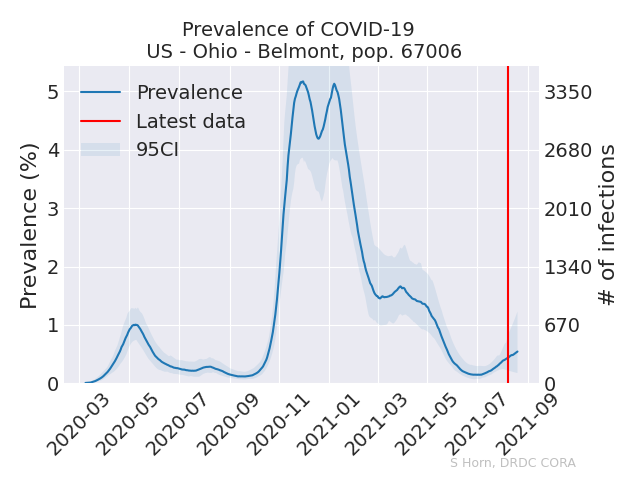 Prevalence of COVID-19
US - Ohio - Belmont, pop. 67006
Prevalence
Latest data
95CI
Prevalence (%)
5
4
3
2
1
0
3350
2680
2010
1340
670
0
# of infections
2020-03
2020-05
2020-07
2020-09
2020-11
2021-01
2021-03
2021-05
2021-07
2021-09
S Horn, DRDC CORA